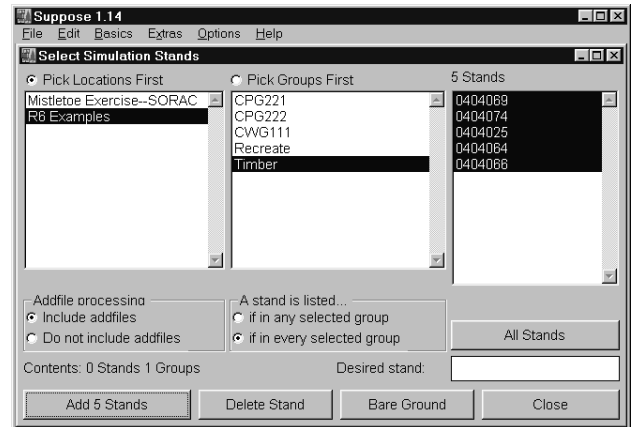 Suppose 1.14
File Edit Basics Extras Options Help
Select Simulation Stands
Pick Locations First
Pick Groups First
5 Stands
Mistletoe Exercise--SORAC
R6 Examples
CPG221
CPG222
CWG111
Recreate
Timber
0404069
0404074
0404025
0404064
0404066
Addfile processing
Include addfiles
Do not include addfiles
A stand is listed...
if in any selected group
if in every selected group
All Stands
Contents: 0 Stands 1 Groups
Desired stand:
Add 5 Stands
Delete Stand
Bare Ground
Close